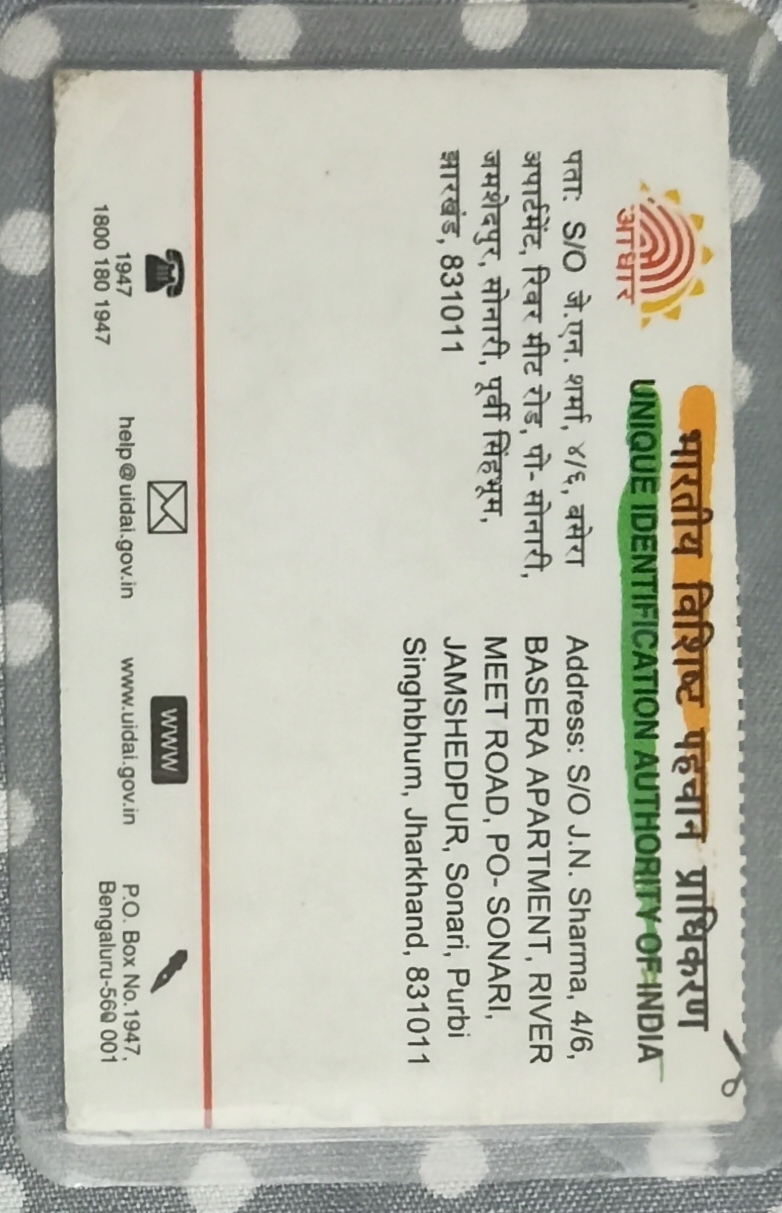 भारतीय विशिष्ट पहचान प्राधिकरण
UNIQUE IDENTIFICATION AUTHORITY OF INDIA
आधार
पता: S/O जे.एन. शर्मा, ४/६, बसेरा
अपार्टमेंट, रिवर मीट रोड, पो- सोनारी,
जमशेदपुर, सोनारी, पूर्वी सिंहभूम,
झारखंड, 831011
Address: S/O J.N. Sharma, 4/6,
BASERA APARTMENT, RIVER
MEET ROAD, PO- SONARI,
JAMSHEDPUR, Sonari, Purbi
Singhbhum, Jharkhand, 831011
1947
1800 180 1947
help@uidai.gov.in
www
www.uidai.gov.in
P.O. Box No.1947,
Bengaluru-560 001